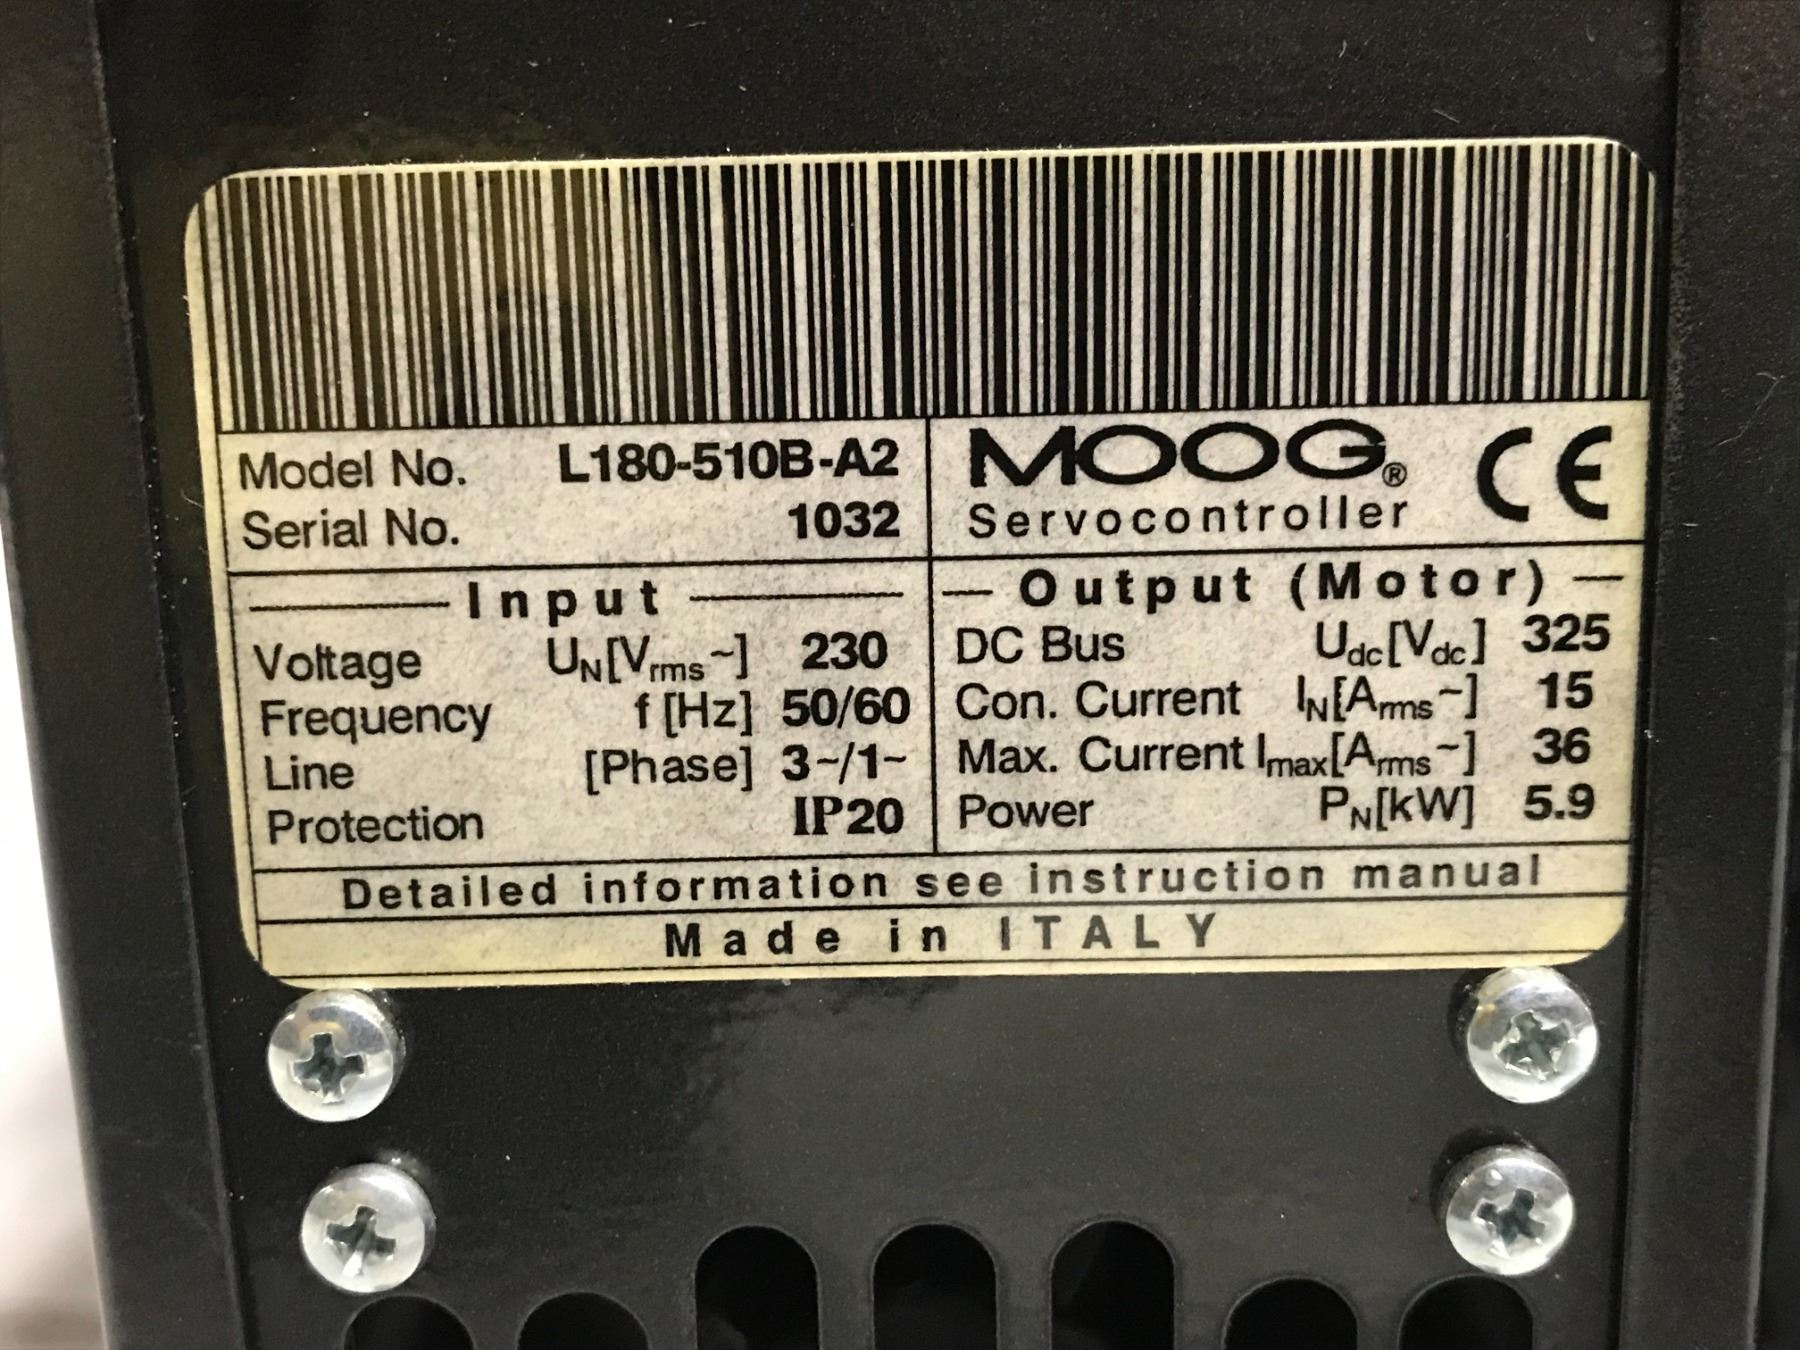 Model No. L180-510B-A2
Serial No. 1032
MOOG® CE
Servocontroller
Input
Voltage UN[Vrms~] 230
Frequency f [Hz] 50/60
Line [Phase] 3~/1~
Protection IP20
Output (Motor)
DC Bus Udc[Vdc] 325
Con. Current IN[Arms~] 15
Max. Current Imax[Arms~] 36
Power PN[kW] 5.9
Detailed information see instruction manual
Made in ITALY